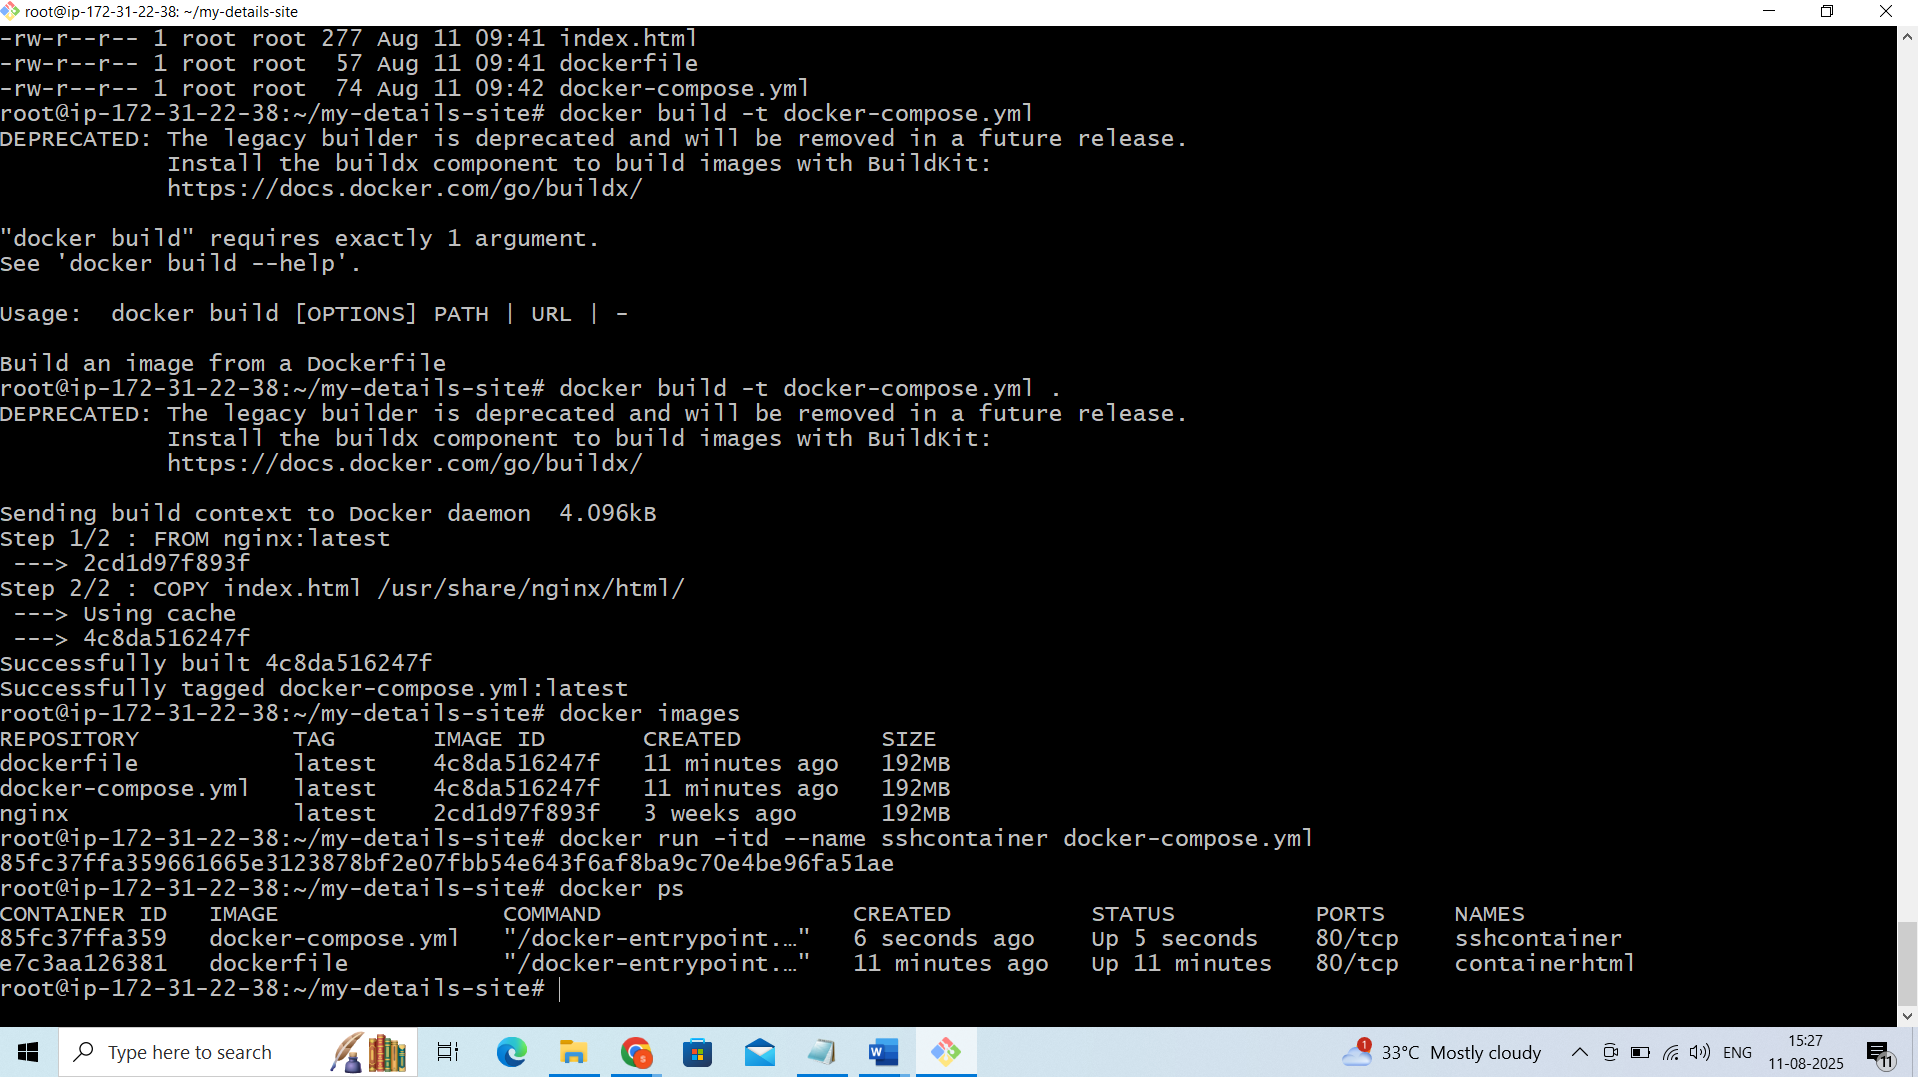 root@ip-172-31-22-38: ~/my-details-site
-rw-r--r-- 1 root root 277 Aug 11 09:41 index.html
-rw-r--r-- 1 root root  57 Aug 11 09:41 dockerfile
-rw-r--r-- 1 root root  74 Aug 11 09:42 docker-compose.yml
root@ip-172-31-22-38:~/my-details-site# docker build -t docker-compose.yml
DEPRECATED: The legacy builder is deprecated and will be removed in a future release.
            Install the buildx component to build images with BuildKit:
            https://docs.docker.com/go/buildx/

"docker build" requires exactly 1 argument.
See 'docker build --help'.

Usage:  docker build [OPTIONS] PATH | URL | -

Build an image from a Dockerfile
root@ip-172-31-22-38:~/my-details-site# docker build -t docker-compose.yml .
DEPRECATED: The legacy builder is deprecated and will be removed in a future release.
            Install the buildx component to build images with BuildKit:
            https://docs.docker.com/go/buildx/

Sending build context to Docker daemon  4.096kB
Step 1/2 : FROM nginx:latest
 ---> 2cd1d97f893f
Step 2/2 : COPY index.html /usr/share/nginx/html/
 ---> Using cache
 ---> 4c8da516247f
Successfully built 4c8da516247f
Successfully tagged docker-compose.yml:latest
root@ip-172-31-22-38:~/my-details-site# docker images
REPOSITORY           TAG       IMAGE ID       CREATED          SIZE
dockerfile           latest    4c8da516247f   11 minutes ago   192MB
docker-compose.yml   latest    4c8da516247f   11 minutes ago   192MB
nginx                latest    2cd1d97f893f   3 weeks ago      192MB
root@ip-172-31-22-38:~/my-details-site# docker run -itd --name sshcontainer docker-compose.yml
85fc37ffa359661665e3123878bf2e07fbb54e643f6af8ba9c70e4be96fa51ae
root@ip-172-31-22-38:~/my-details-site# docker ps
CONTAINER ID   IMAGE                COMMAND                  CREATED          STATUS          PORTS     NAMES
85fc37ffa359   docker-compose.yml   "/docker-entrypoint.…"   6 seconds ago    Up 5 seconds    80/tcp    sshcontainer
e7c3aa126381   dockerfile           "/docker-entrypoint.…"   11 minutes ago   Up 11 minutes   80/tcp    containerhtml
root@ip-172-31-22-38:~/my-details-site#
Type here to search
S
W
1
33°C Mostly cloudy
ENG
15:27
11-08-2025
11